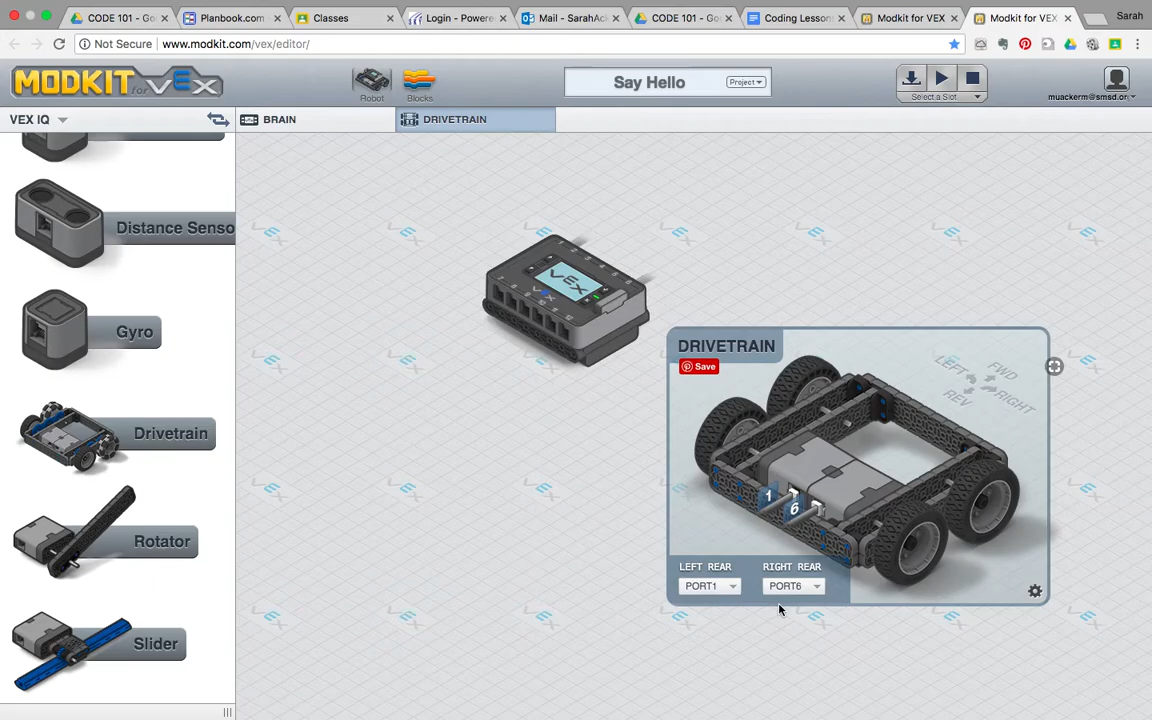 CODE 101 - Go
Planbook.com
Classes
Login - Power
Mail - SarahAc
CODE 101 - Go
Coding Lesson
Modkit for VEX
Modkit for VEX
Sarah
Not Secure
www.modkit.com/vex/editor/
MODKIT for VEX
Robot
Blocks
Say Hello
Project
Select a Slot
muackerm@smsd.or
VEX IQ
BRAIN
DRIVETRAIN
Distance Senso
Gyro
Drivetrain
Rotator
Slider
VEX
DRIVETRAIN
Save
LEFT
FWD
REV
RIGHT
1
6
LEFT REAR
RIGHT REAR
PORT1
PORT6